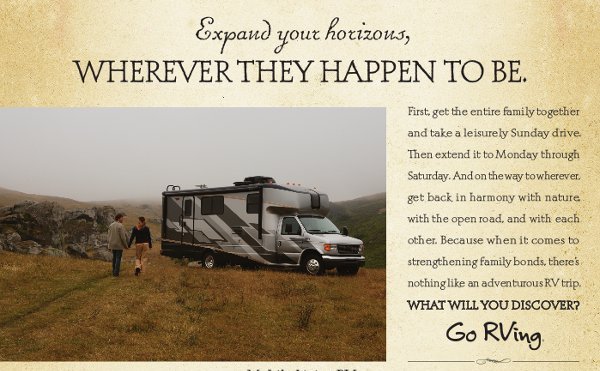 Expand your horizons,
WHEREVER THEY HAPPEN TO BE.
First, get the entire family together
and take a leisurely Sunday drive.
Then extend it to Monday through
Saturday. And on the way to wherever,
get back in harmony with nature,
with the open road, and with each
other. Because when it comes to
strengthening family bonds, there's
nothing like an adventurous RV trip.
WHAT WILL YOU DISCOVER?
Go RVing